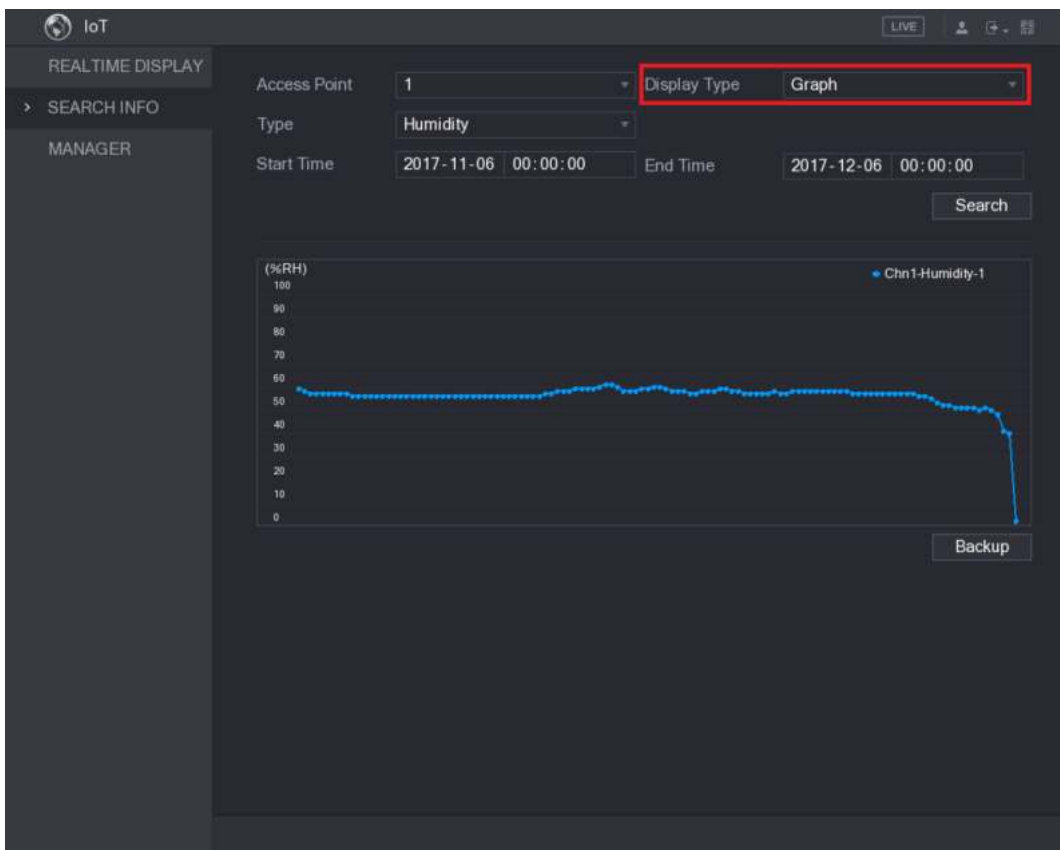 IoT
LIVE
REALTIME DISPLAY
SEARCH INFO
MANAGER
Access Point 1 Display Type Graph
Type Humidity
Start Time 2017-11-06 00:00:00 End Time 2017-12-06 00:00:00
Search
(%RH)
Chn1-Humidity-1
100
90
80
70
60
50
40
30
20
10
0
Backup